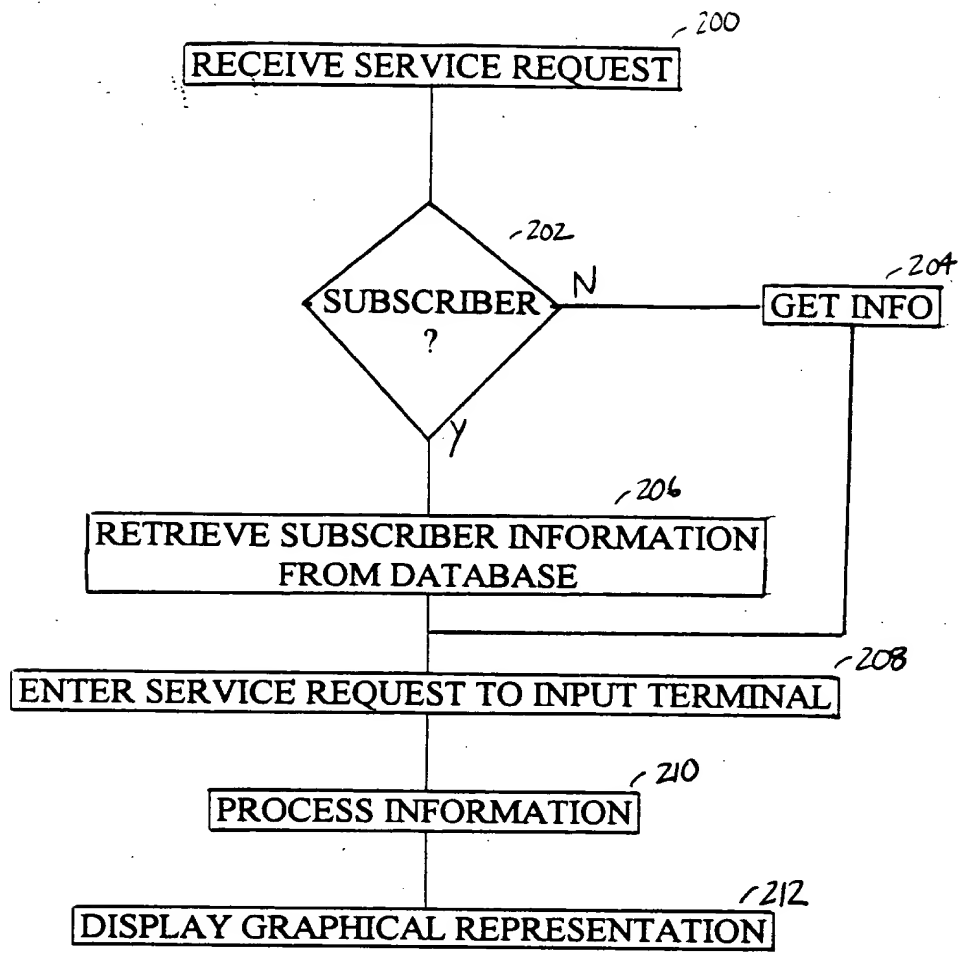 200
RECEIVE SERVICE REQUEST
202
SUBSCRIBER
?
N
204
GET INFO
Y
206
RETRIEVE SUBSCRIBER INFORMATION
FROM DATABASE
208
ENTER SERVICE REQUEST TO INPUT TERMINAL
210
PROCESS INFORMATION
212
DISPLAY GRAPHICAL REPRESENTATION